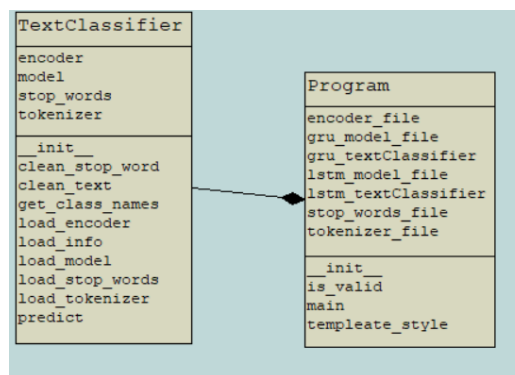 TextClassifier
encoder
model
stop_words
tokenizer
__init__
clean_stop_word
clean_text
get_class_names
load_encoder
load_info
load_model
load_stop_words
load_tokenizer
predict
Program
encoder_file
gru_model_file
gru_textClassifier
lstm_model_file
lstm_textClassifier
stop_words_file
tokenizer_file
__init__
is_valid
main
templeate_style